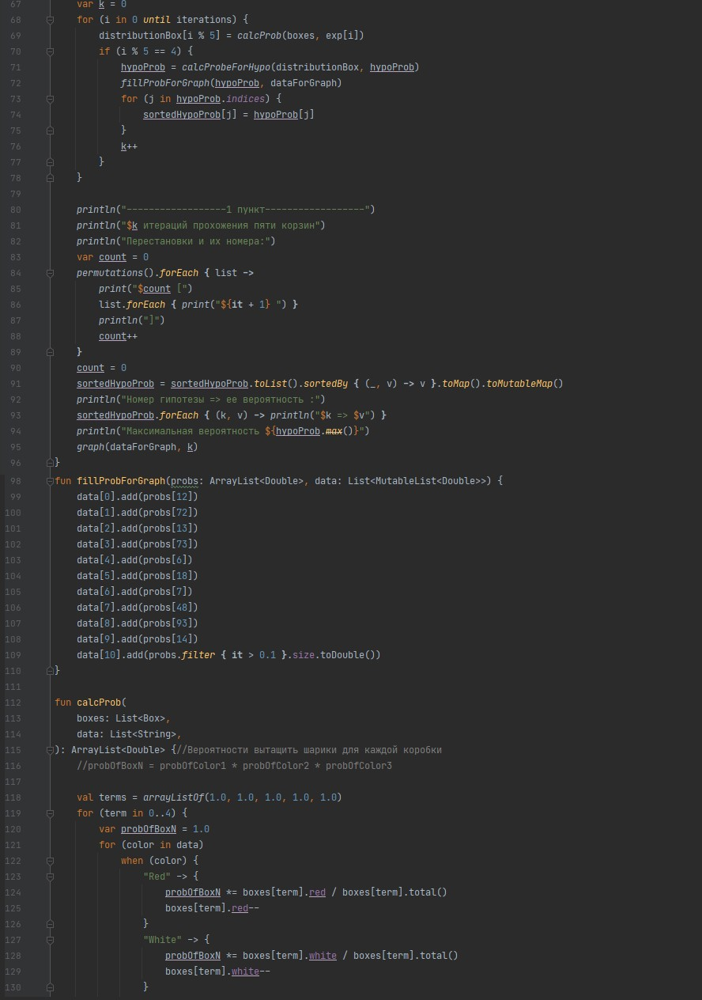 67 var k = 0
68 for (i in 0 until iterations) {
69 distributionBox[i % 5] = calcProb(boxes, exp[i])
70 if (i % 5 == 4) {
71 hypoProb = calcProbeForHypo(distributionBox, hypoProb)
72 fillProbForGraph(hypoProb, dataForGraph)
73 for (j in hypoProb.indices) {
74 sortedHypoProb[j] = hypoProb[j]
75 }
76 k++
77 }
78 }
79
80 println("------------------1 пункт------------------")
81 println("$k итераций прохожения пяти корзин")
82 println("Перестановки и их номера:")
83 var count = 0
84 permutations().forEach { list ->
85 print("$count [")
86 list.forEach { print("${it + 1} ") }
87 println("]")
88 count++
89 }
90 count = 0
91 sortedHypoProb = sortedHypoProb.toList().sortedBy { (_, v) -> v }.toMap().toMutableMap()
92 println("Номер гипотезы => ее вероятность :")
93 sortedHypoProb.forEach { (k, v) -> println("$k => $v") }
94 println("Максимальная вероятность ${hypoProb.max()}")
95 graph(dataForGraph, k)
96 }
98 fun fillProbForGraph(probs: ArrayList<Double>, data: List<MutableList<Double>>) {
99 data[0].add(probs[12])
100 data[1].add(probs[72])
101 data[2].add(probs[13])
102 data[3].add(probs[73])
103 data[4].add(probs[6])
104 data[5].add(probs[18])
105 data[6].add(probs[7])
106 data[7].add(probs[48])
107 data[8].add(probs[93])
108 data[9].add(probs[14])
109 data[10].add(probs.filter { it > 0.1 }.size.toDouble())
110 }
111
112 fun calcProb(
113 boxes: List<Box>,
114 data: List<String>,
115 ): ArrayList<Double> {//Вероятности вытащить шарики для каждой коробки
116 //probOfBoxN = probOfColor1 * probOfColor2 * probOfColor3
117
118 val terms = arrayListOf(1.0, 1.0, 1.0, 1.0, 1.0)
119 for (term in 0..4) {
120 var probOfBoxN = 1.0
121 for (color in data)
122 when (color) {
123 "Red" -> {
124 probOfBoxN *= boxes[term].red / boxes[term].total()
125 boxes[term].red--
126 }
127 "White" -> {
128 probOfBoxN *= boxes[term].white / boxes[term].total()
129 boxes[term].white--
130 }